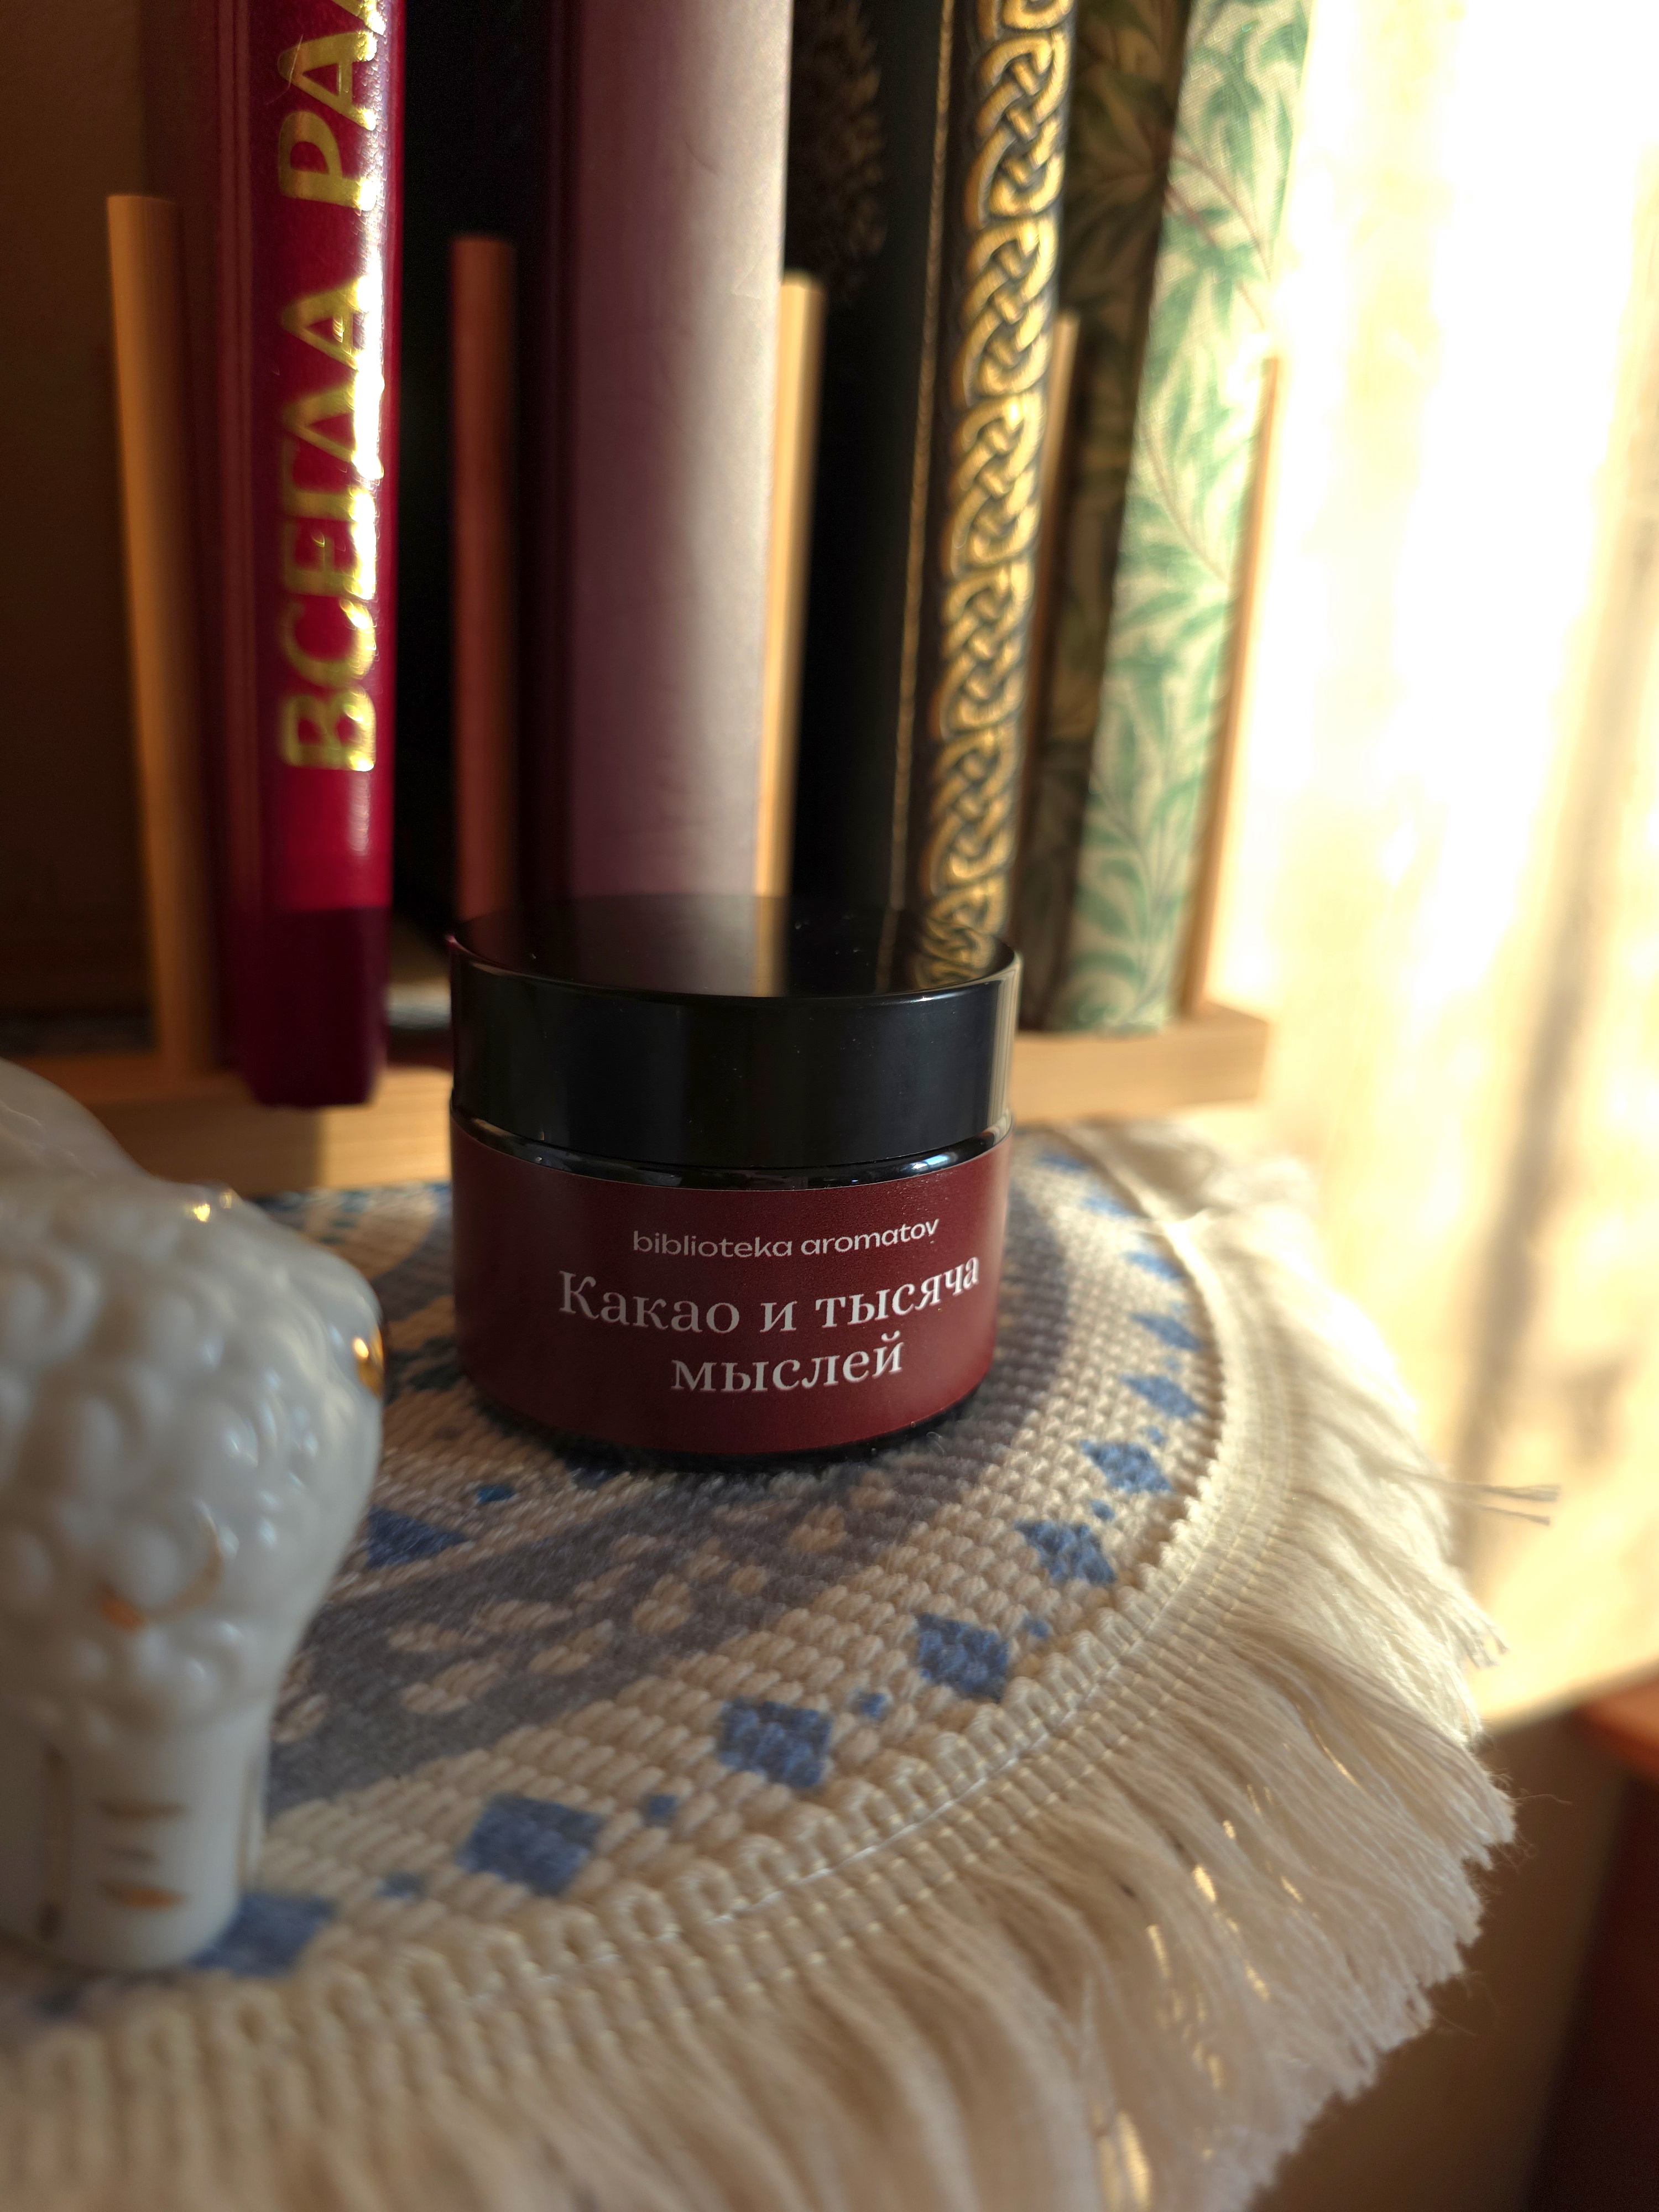 ВСЕГДА РА
biblioteka aromatov
Какао и тысяча
мыслей